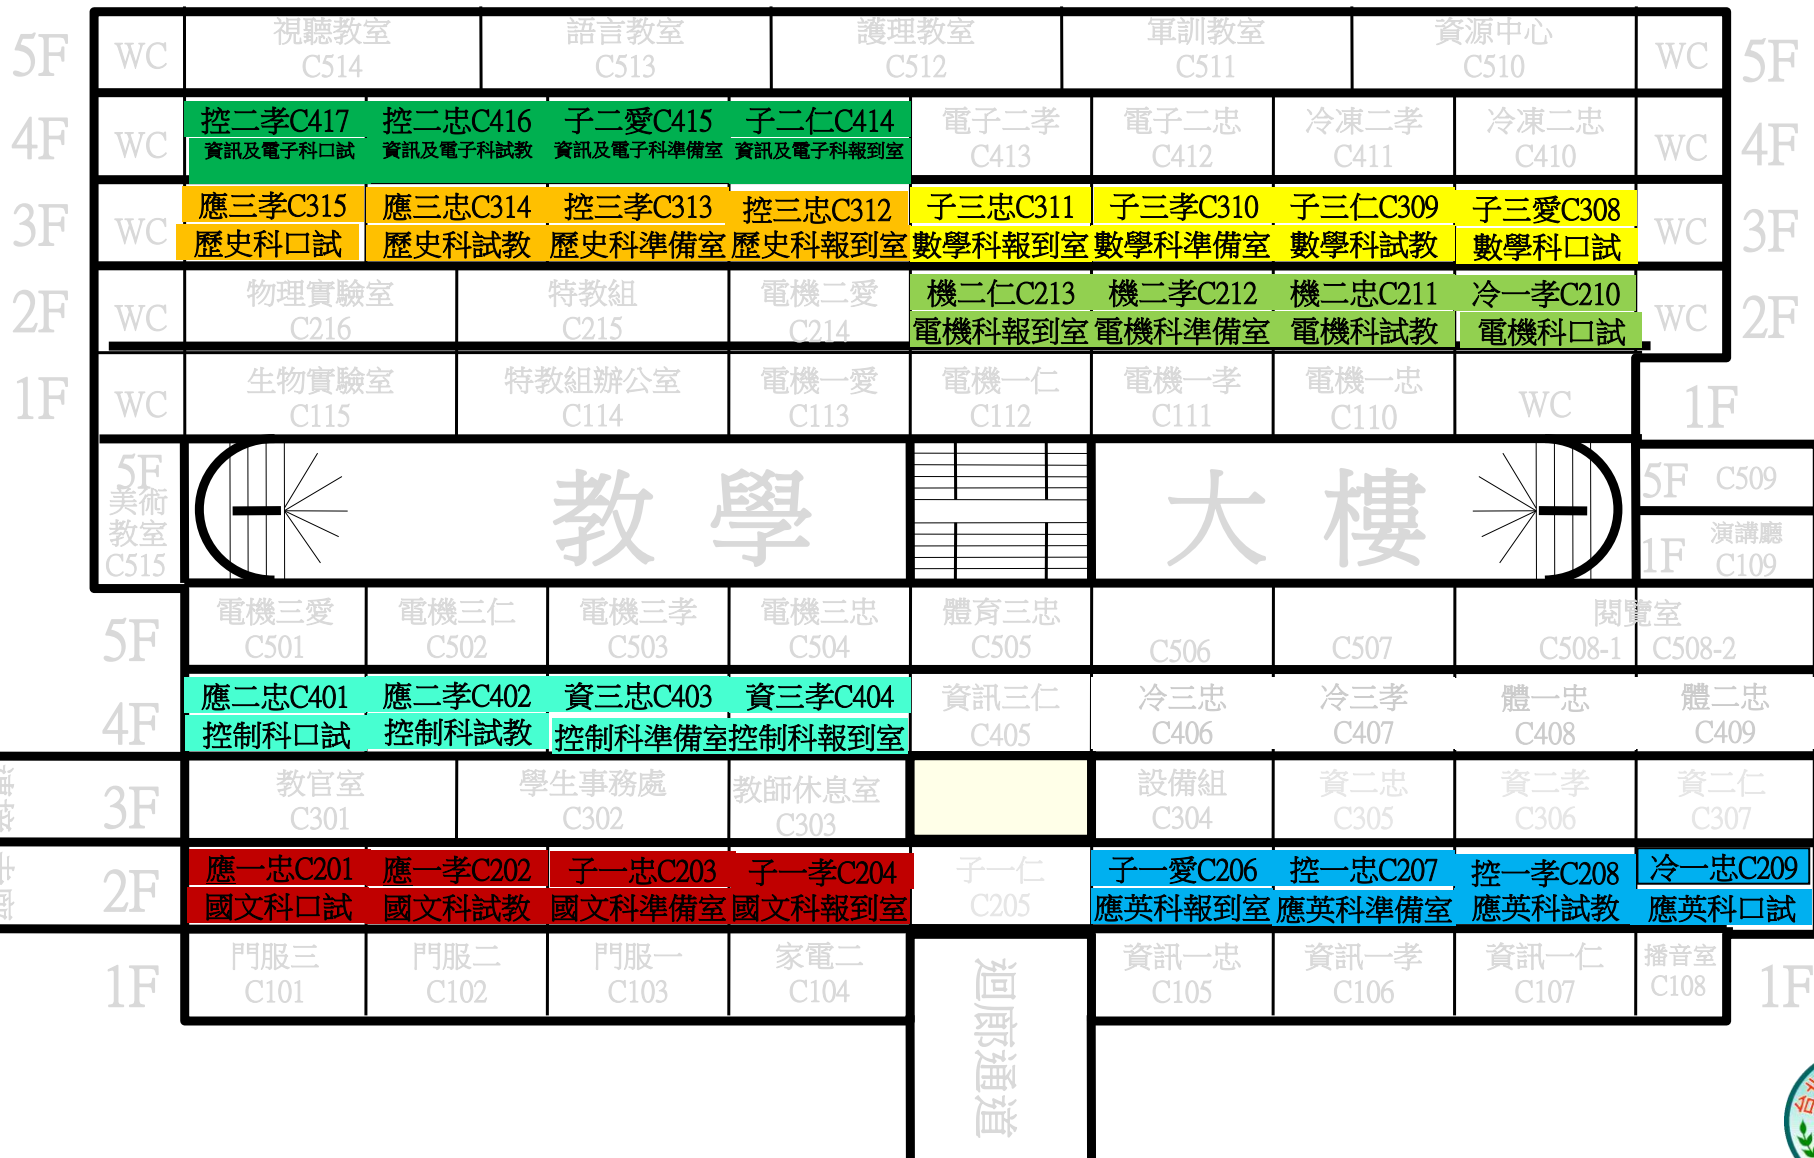 5F WC 視聽教室 語言教室 護理教室 軍訓教室 資源中心 WC 5F
C514 C513 C512 C511 C510
4F WC 控二孝C417 控二忠C416 子二愛C415 子二仁C414 電子二孝 電子二忠 冷凍二孝 冷凍二忠 WC 4F
資訊及電子科口試 資訊及電子科試教 資訊及電子科準備室 資訊及電子科報到室 C413 C412 C411 C410
3F WC 應三孝C315 應三忠C314 控三孝C313 控三忠C312 子三忠C311 子三孝C310 子三仁C309 子三愛C308 WC 3F
歷史科口試 歷史科試教 歷史科準備室 歷史科報到室 數學科報到室 數學科準備室 數學科試教 數學科口試
2F WC 物理實驗室 特教組 電機二愛 機二仁C213 機二孝C212 機二忠C211 冷一孝C210 WC 2F
C216 C215 C214 電機科報到室 電機科準備室 電機科試教 電機科口試
1F WC 生物實驗室 特教組辦公室 電機一愛 電機一仁 電機一孝 電機一忠 WC 1F
C115 C114 C113 C112 C111 C110
5F
美術
教室
C515
教學 大樓
5F C509
1F 演講廳
C109
5F 電機三愛 電機三仁 電機三孝 電機三忠 體育三忠 閱覽室
C501 C502 C503 C504 C505 C506 C507 C508-1 C508-2
4F 應二忠C401 應二孝C402 資三忠C403 資三孝C404 資訊三仁 冷三忠 冷三孝 體一忠 體二忠
控制科口試 控制科試教 控制科準備室 控制科報到室 C405 C406 C407 C408 C409
3F 教官室 學生事務處 教師休息室 設備組 資二忠 資二孝 資二仁
C301 C302 C303 C304 C305 C306 C307
2F 應一忠C201 應一孝C202 子一忠C203 子一孝C204 子一仁 子一愛C206 控一忠C207 控一孝C208 冷一忠C209
國文科口試 國文科試教 國文科準備室 國文科報到室 C205 應英科報到室 應英科準備室 應英科試教 應英科口試
1F 門服三 門服二 門服一 家電二 資訊一忠 資訊一孝 資訊一仁 播音室 1F
C101 C102 C103 C104 C105 C106 C107 C108
迴廊通道